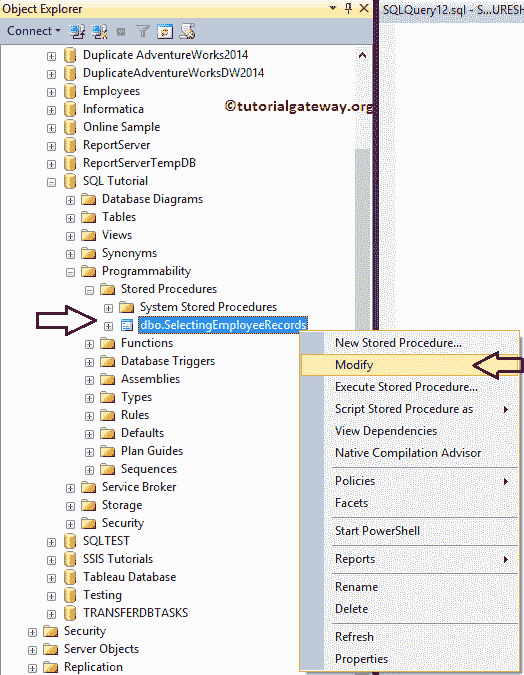 Object Explorer
SQLQuery12.sql - S...URESH
Connect
Duplicate AdventureWorks2014
DuplicateAdventureWorksDW2014
Employees
Informatica
©tutorialgateway.org
Online Sample
ReportServer
ReportServerTempDB
SQL Tutorial
Database Diagrams
Tables
Views
Synonyms
Programmability
Stored Procedures
System Stored Procedures
dbo.SelectingEmployeeRecords
Functions
Database Triggers
Assemblies
Types
Rules
Defaults
Plan Guides
Sequences
Service Broker
Storage
Security
SQLTEST
SSIS Tutorials
Tableau Database
Testing
TRANSFERDBTASKS
Security
Server Objects
Replication
New Stored Procedure...
Modify
Execute Stored Procedure...
Script Stored Procedure as
View Dependencies
Native Compilation Advisor
Policies
Facets
Start PowerShell
Reports
Rename
Delete
Refresh
Properties